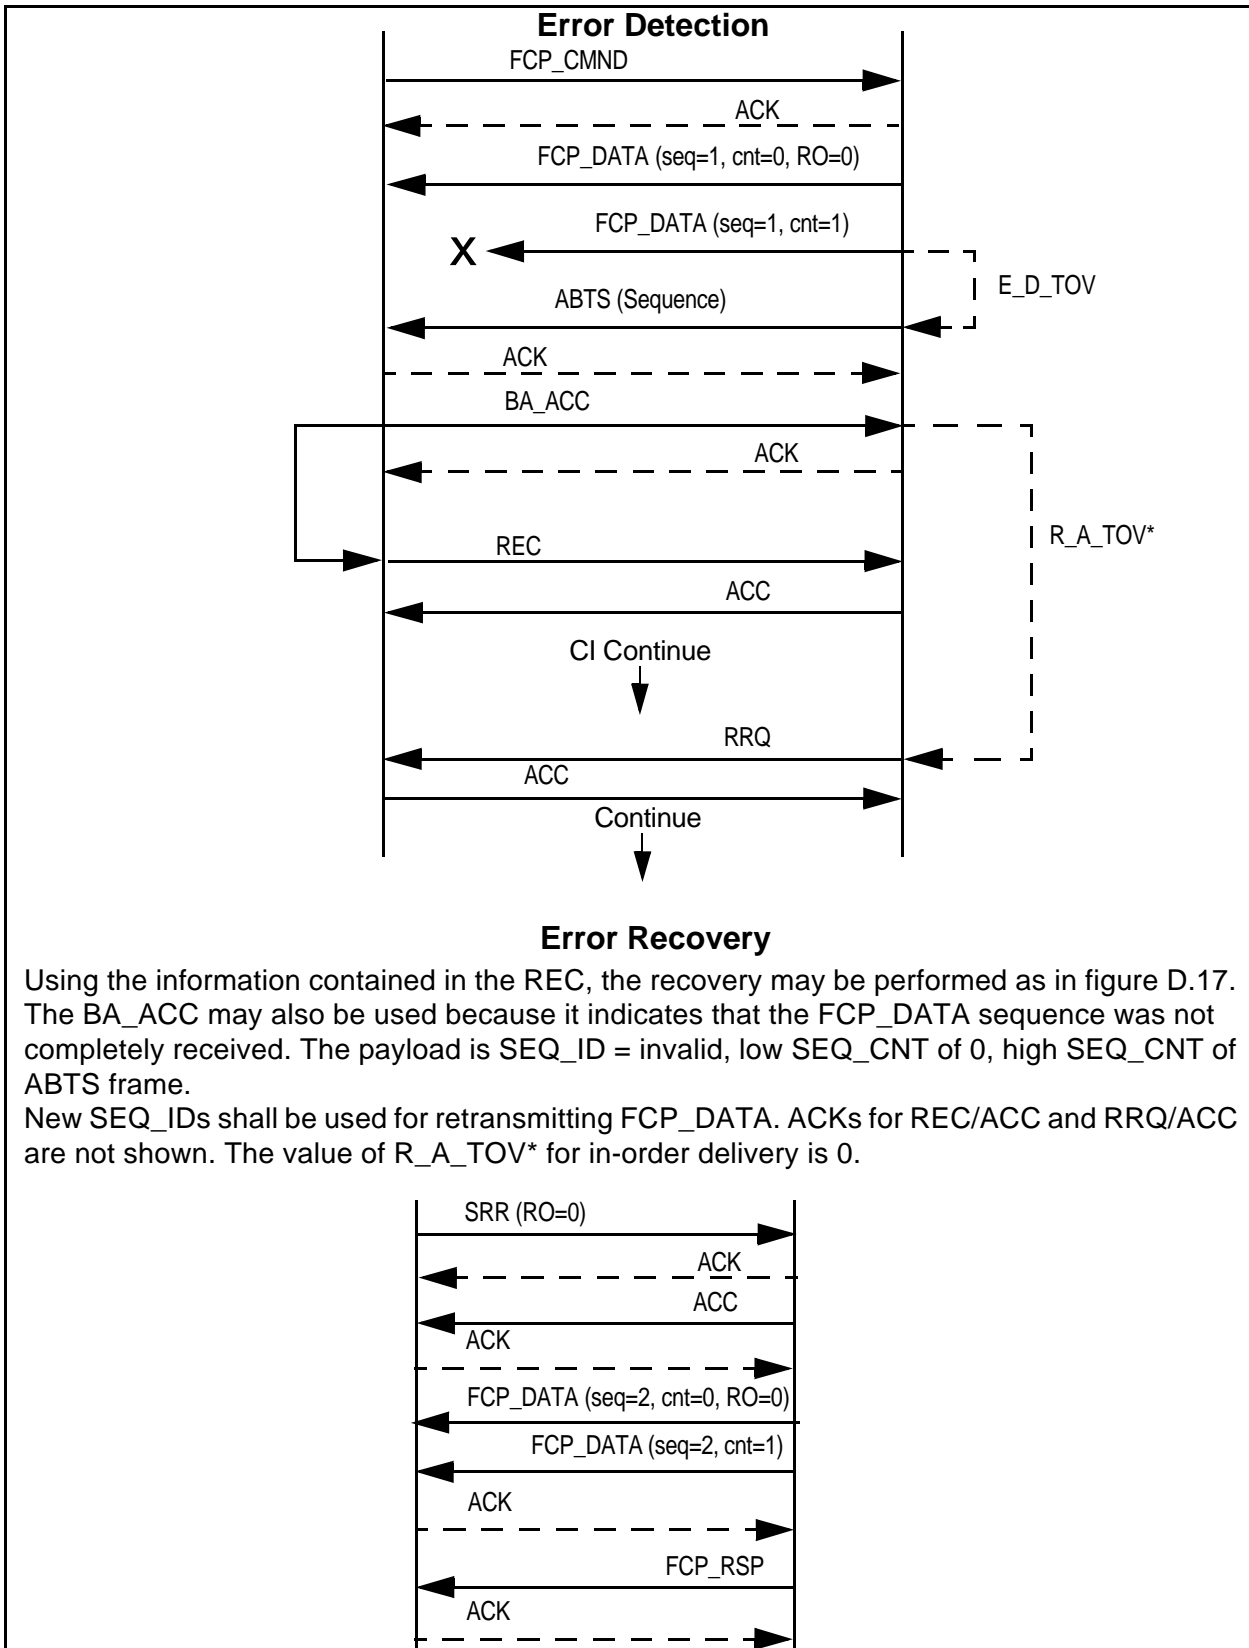 Error Detection
FCP_CMND
ACK
FCP_DATA (seq=1, cnt=0, RO=0)
FCP_DATA (seq=1, cnt=1)
X
E_D_TOV
ABTS (Sequence)
ACK
BA_ACC
ACK
R_A_TOV*
REC
ACC
CI Continue
RRQ
ACC
Continue
Error Recovery
Using the information contained in the REC, the recovery may be performed as in figure D.17.
The BA_ACC may also be used because it indicates that the FCP_DATA sequence was not
completely received. The payload is SEQ_ID = invalid, low SEQ_CNT of 0, high SEQ_CNT of
ABTS frame.
New SEQ_IDs shall be used for retransmitting FCP_DATA. ACKs for REC/ACC and RRQ/ACC
are not shown. The value of R_A_TOV* for in-order delivery is 0.
SRR (RO=0)
ACK
ACC
ACK
FCP_DATA (seq=2, cnt=0, RO=0)
FCP_DATA (seq=2, cnt=1)
ACK
FCP_RSP
ACK